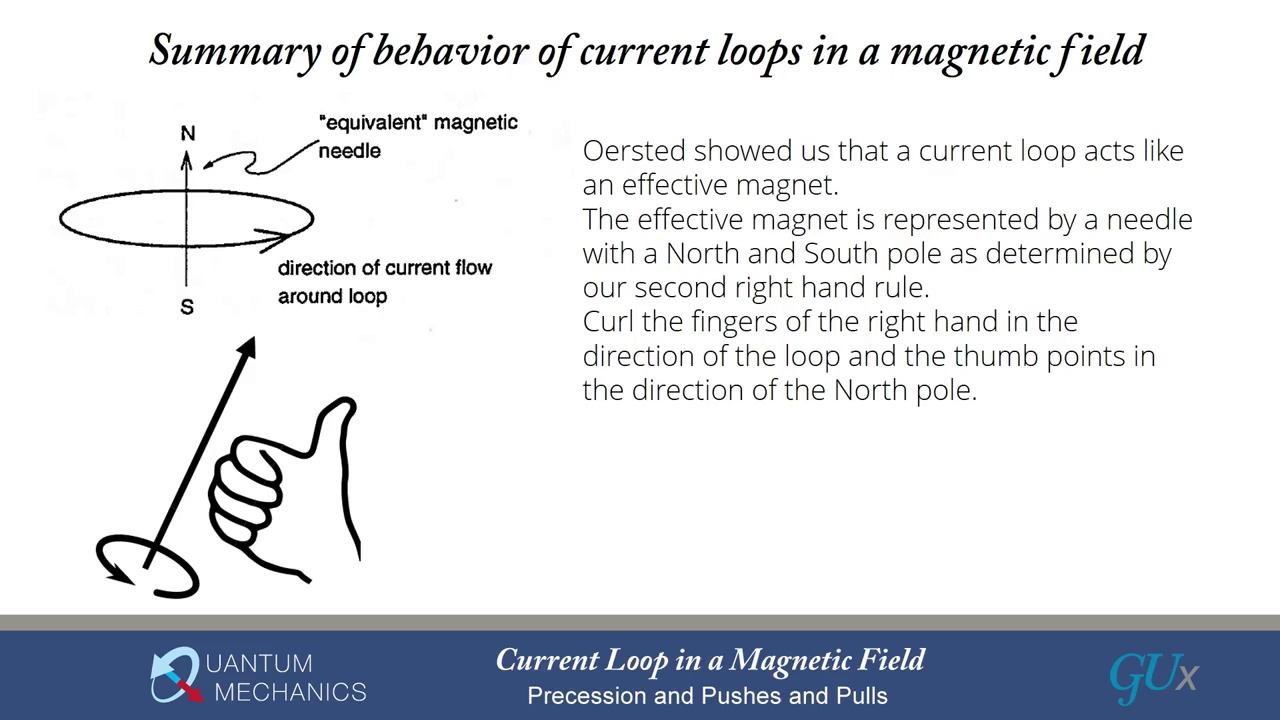 Summary of behavior of current loops in a magnetic field
"equivalent" magnetic
needle
N
direction of current flow
around loop
S
Oersted showed us that a current loop acts like
an effective magnet.
The effective magnet is represented by a needle
with a North and South pole as determined by
our second right hand rule.
Curl the fingers of the right hand in the
direction of the loop and the thumb points in
the direction of the North pole.
QUANTUM
MECHANICS
Current Loop in a Magnetic Field
Precession and Pushes and Pulls
GUx